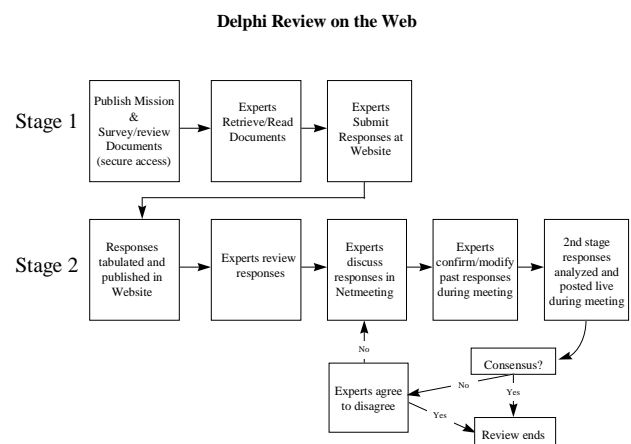 Delphi Review on the Web
Stage 1
Publish Mission
&
Survey/review
Documents
(secure access)
Experts
Retrieve/Read
Documents
Experts
Submit
Responses at
Website
Stage 2
Responses
tabulated and
published in
Website
Experts review
responses
Experts
discuss
responses in
Netmeeting
Experts
confirm/modify
past responses
during meeting
2nd stage
responses
analyzed and
posted live
during meeting
Consensus?
No
Yes
Experts agree
to disagree
No
Yes
Review ends